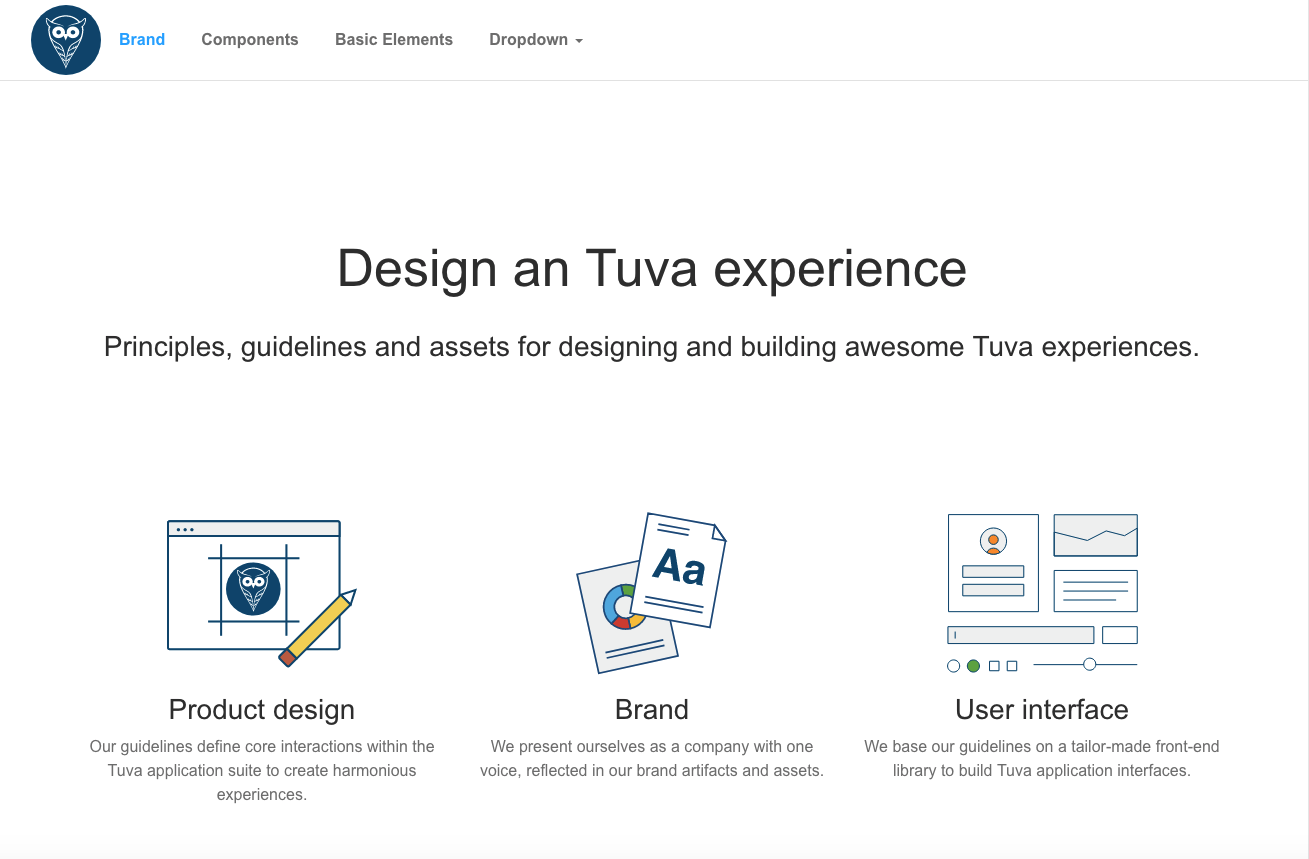 Brand Components Basic Elements Dropdown
Design an Tuva experience
Principles, guidelines and assets for designing and building awesome Tuva experiences.
Aa
Product design
Our guidelines define core interactions within the
Tuva application suite to create harmonious
experiences.
Brand
We present ourselves as a company with one
voice, reflected in our brand artifacts and assets.
User interface
We base our guidelines on a tailor-made front-end
library to build Tuva application interfaces.